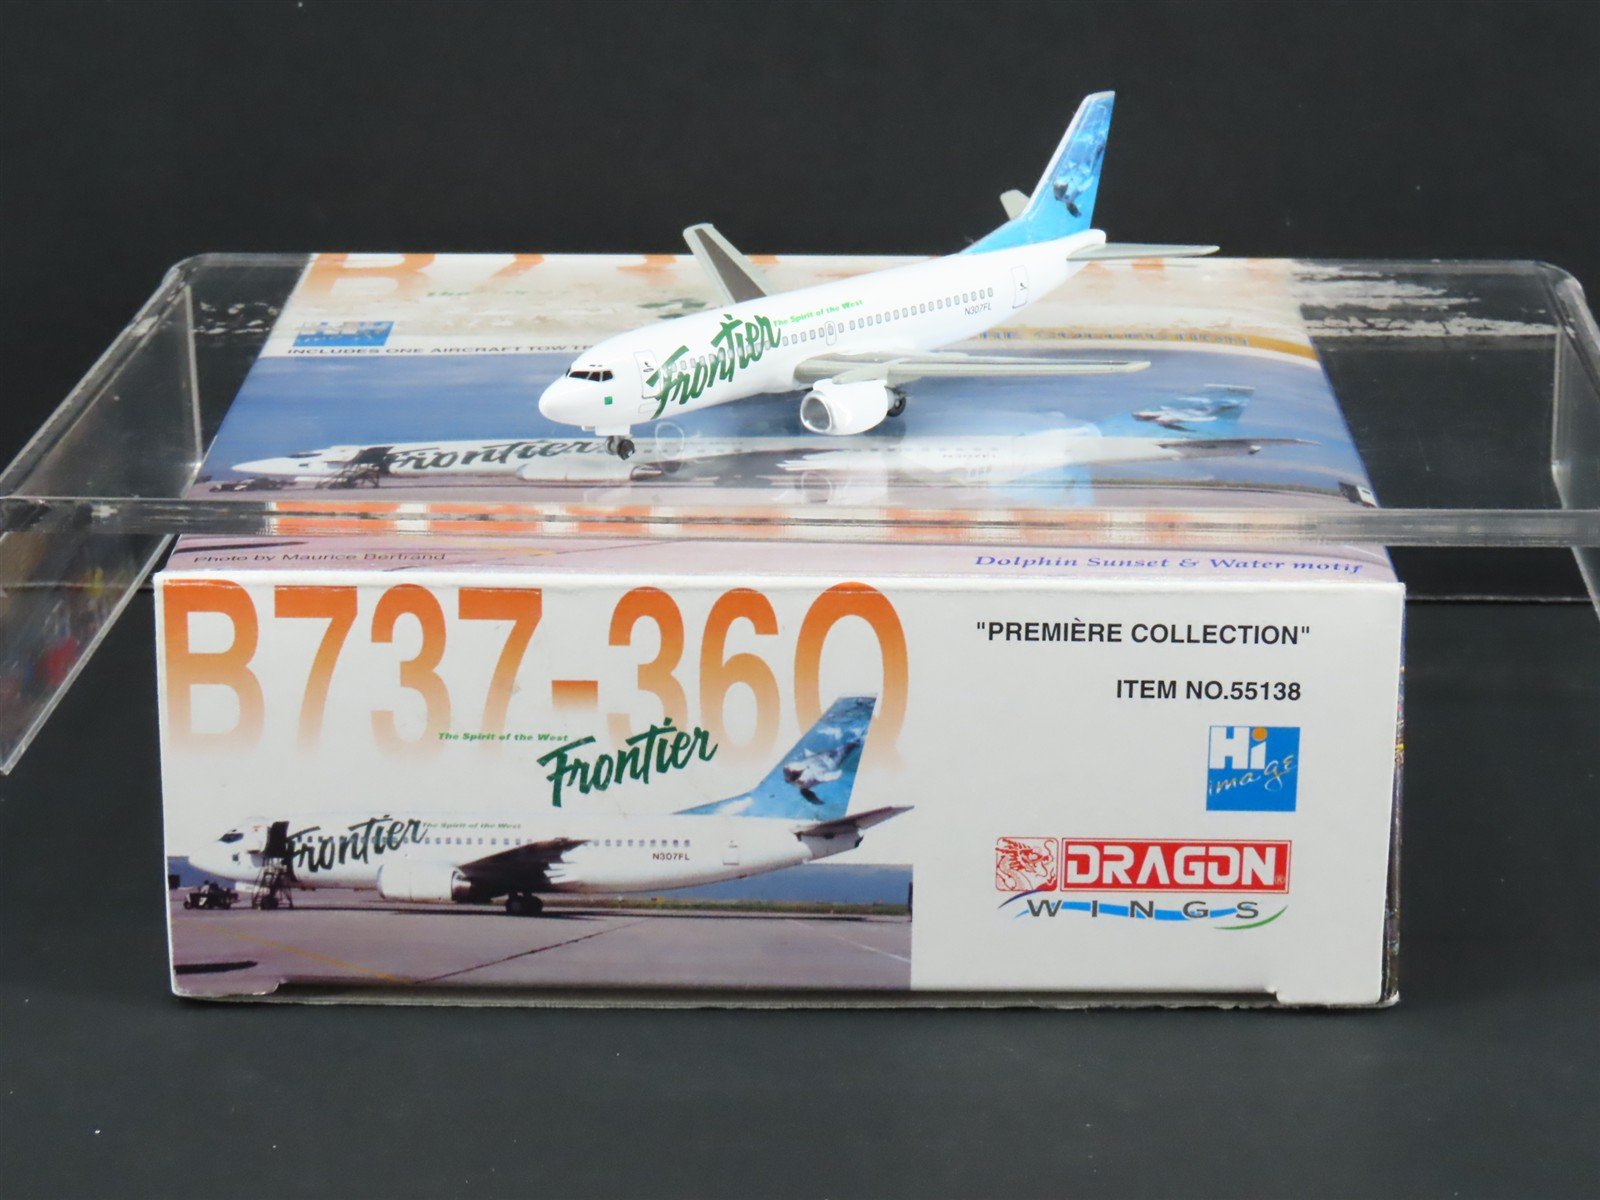 INCLUDES ONE AIRCRAFT TOW
Frontier
The Spirit of the West
N307FL
Frontier
Photo by Maurice Bertrand
Dolphin Sunset & Water motif
B737-36Q
"PREMIÈRE COLLECTION"
ITEM NO.55138
The Spirit of the West
Frontier
Hi
image
Frontier
The Spirit of the West
N307FL
DRAGON
WINGS